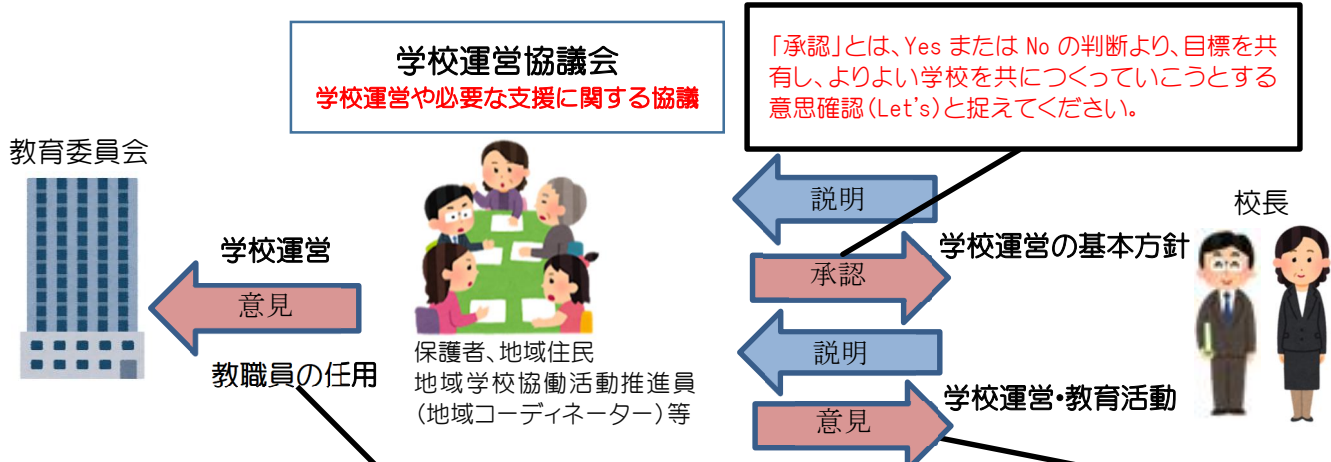 学校運営協議会
学校運営や必要な支援に関する協議
「承認」とは、Yes または No の判断より、目標を共
有し、よりよい学校を共につくっていこうとする
意思確認(Let's)と捉えてください。
教育委員会
説明
校長
学校運営
学校運営の基本方針
承認
意見
説明
保護者、地域住民
地域学校協働活動推進員
(地域コーディネーター)等
教職員の任用
学校運営・教育活動
意見